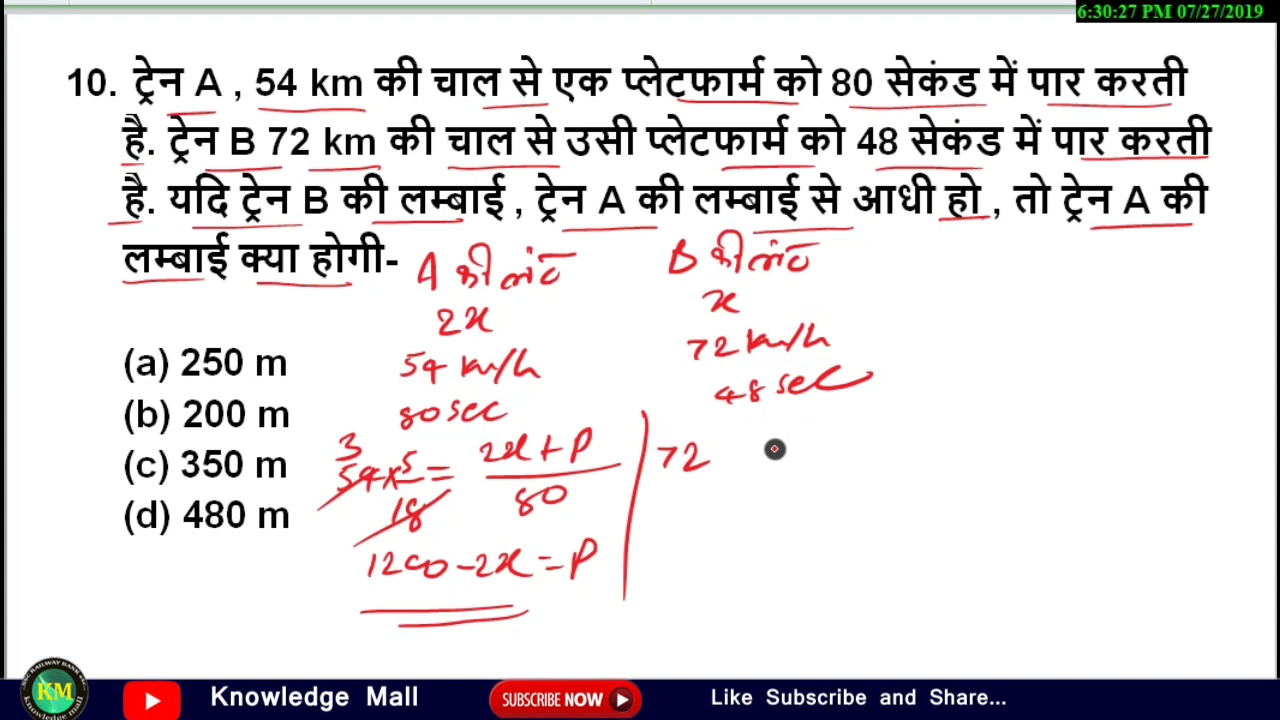 6:30:27 PM 07/27/2019
10. ट्रेन A , 54 km की चाल से एक प्लेटफार्म को 80 सेकंड में पार करती
है. ट्रेन B 72 km की चाल से उसी प्लेटफार्म को 48 सेकंड में पार करती
है. यदि ट्रेन B की लम्बाई , ट्रेन A की लम्बाई से आधी हो , तो ट्रेन A की
लम्बाई क्या होगी-
A की लं०
B की लं०
2x
x
54 km/h
72 km/h
80 sec
48 sec
(a) 250 m
(b) 200 m
(c) 350 m
(d) 480 m
3
54×5/18 = 2x+P/80
1200-2x=P
72
KM
Knowledge Mall
SUBSCRIBE NOW
Like Subscribe and Share...